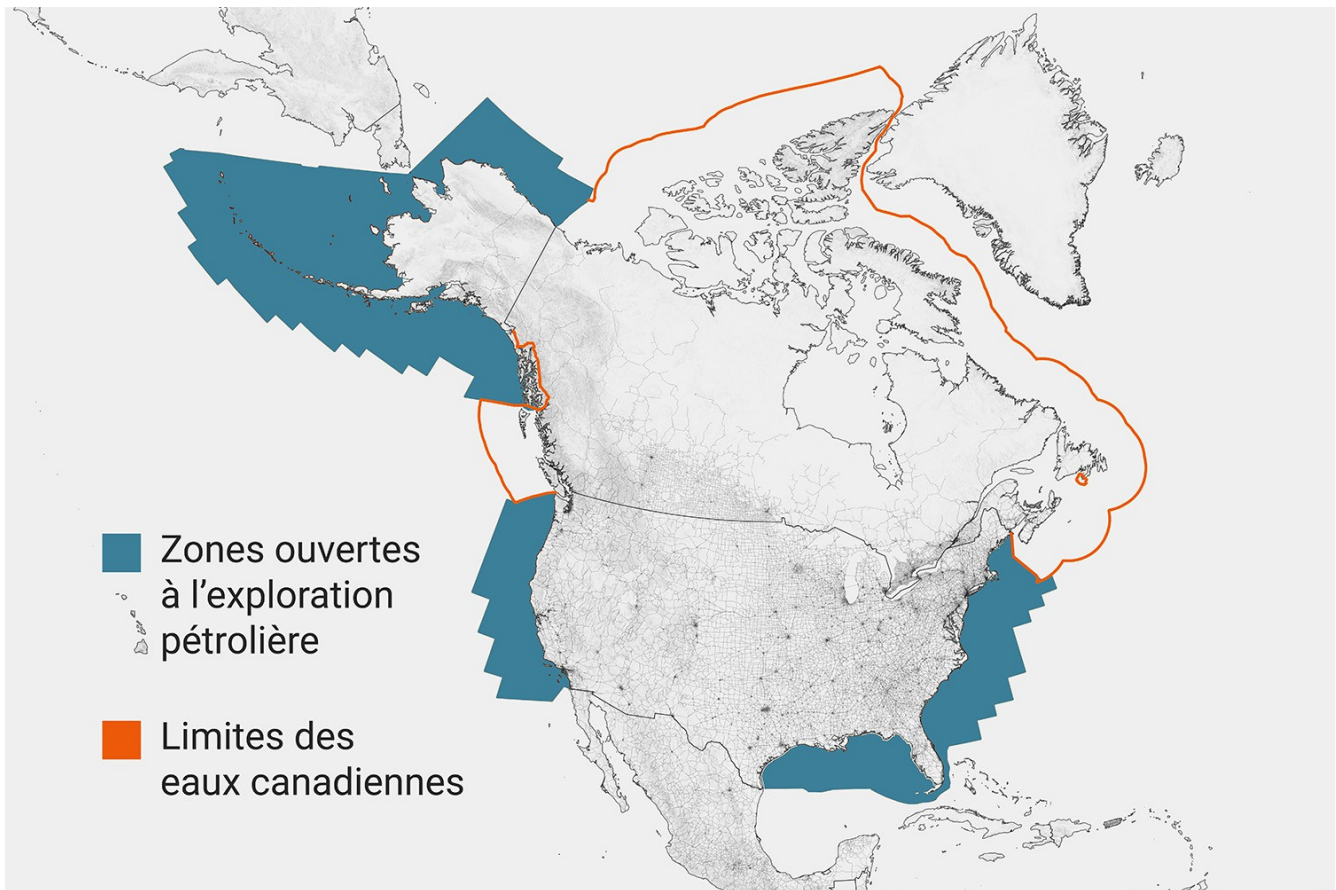 Zones ouvertes
à l’exploration
pétrolière
Limites des
eaux canadiennes